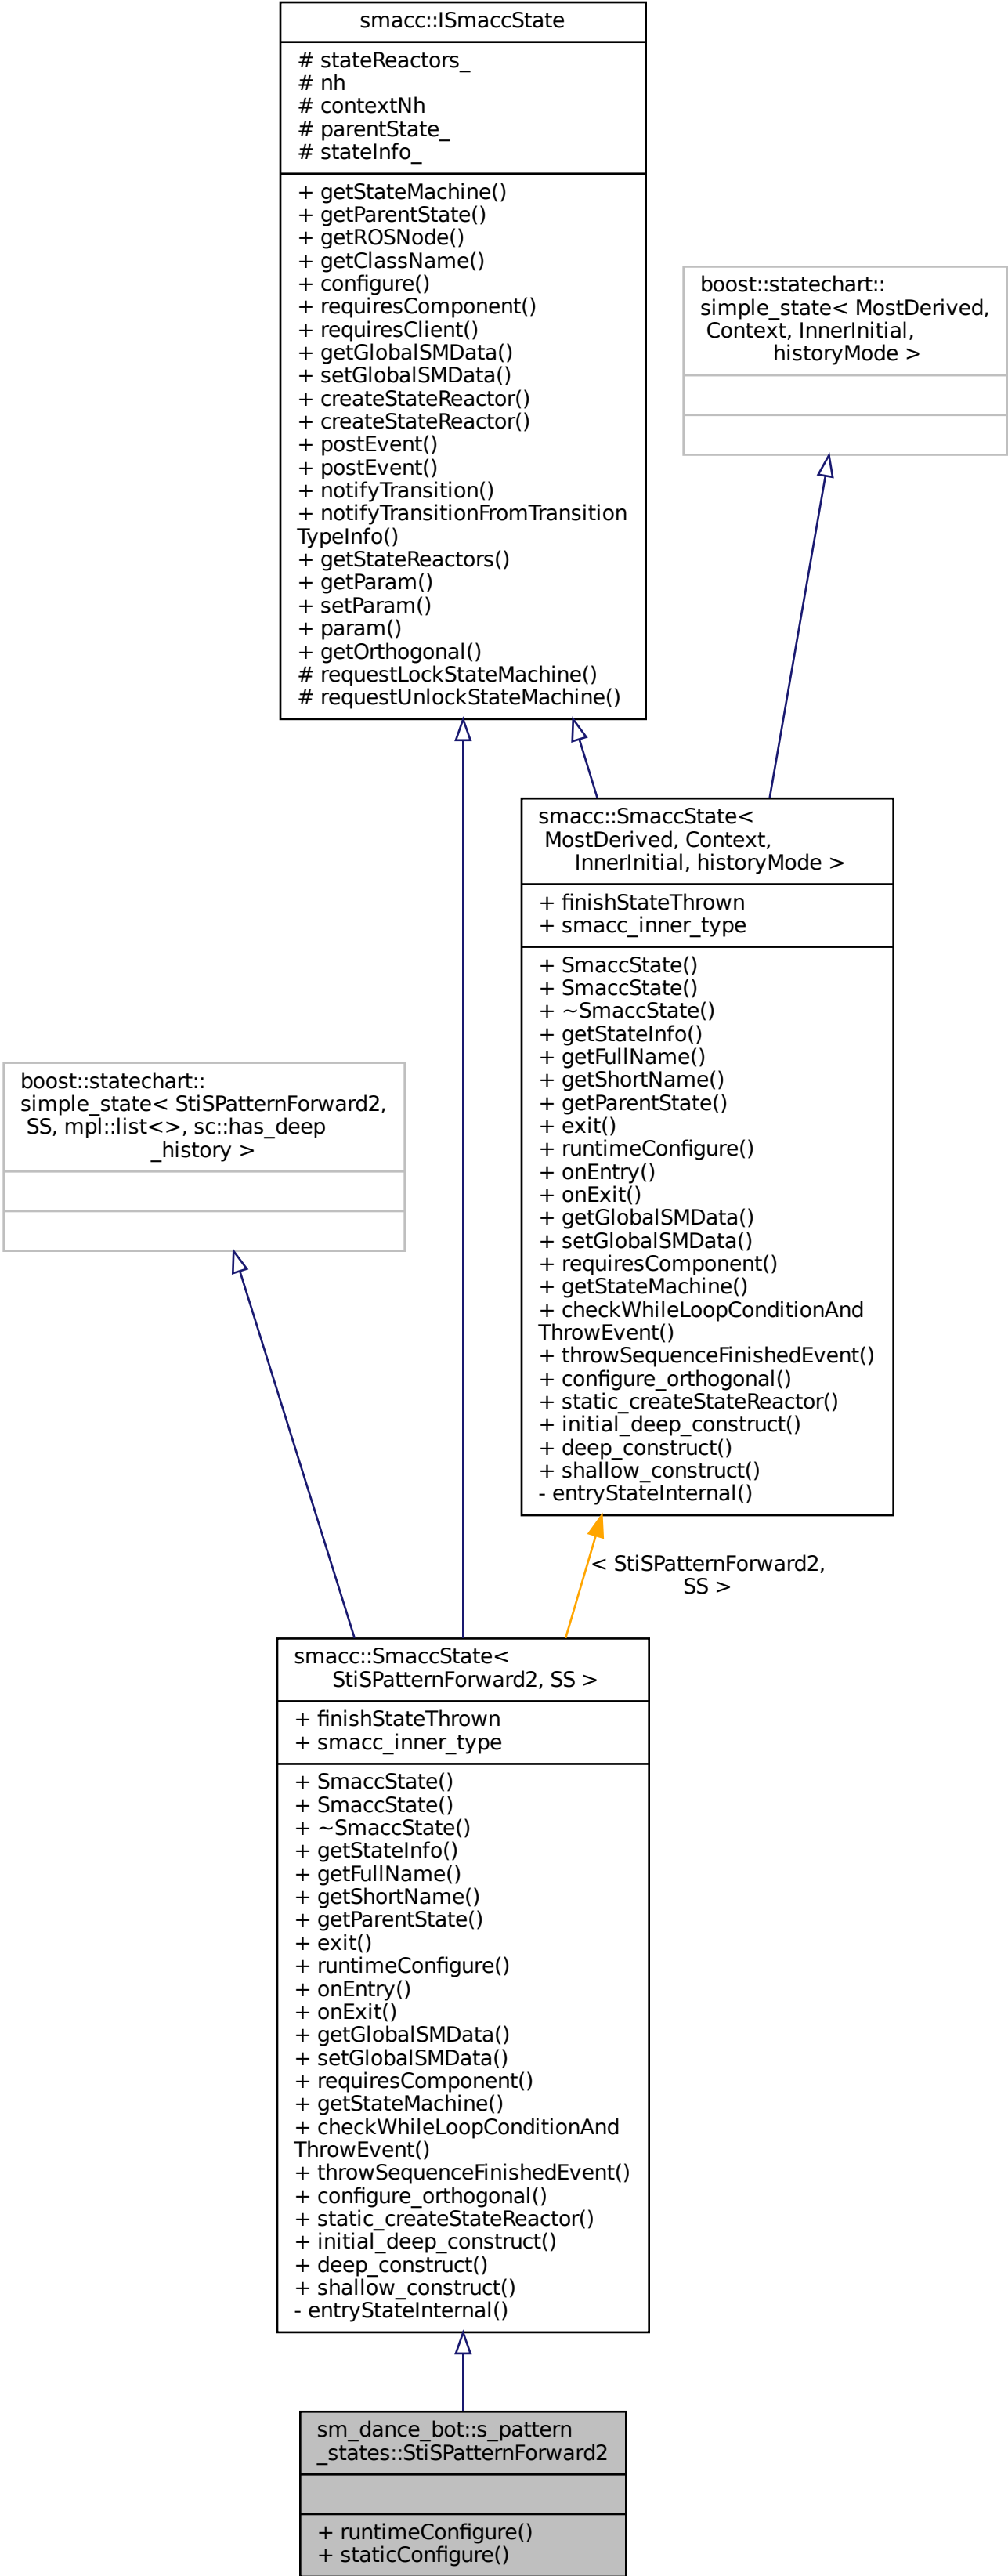 smacc::ISmaccState
# stateReactors_
# nh
# contextNh
# parentState_
# stateInfo_
+ getStateMachine()
+ getParentState()
+ getROSNode()
+ getClassName()
+ configure()
+ requiresComponent()
+ requiresClient()
+ getGlobalSMData()
+ setGlobalSMData()
+ createStateReactor()
+ createStateReactor()
+ postEvent()
+ postEvent()
+ notifyTransition()
+ notifyTransitionFromTransition
TypeInfo()
+ getStateReactors()
+ getParam()
+ setParam()
+ param()
+ getOrthogonal()
# requestLockStateMachine()
# requestUnlockStateMachine()
boost::statechart::
simple_state< MostDerived,
Context, InnerInitial,
historyMode >
smacc::SmaccState<
MostDerived, Context,
InnerInitial, historyMode >
+ finishStateThrown
+ smacc_inner_type
+ SmaccState()
+ SmaccState()
+ ~SmaccState()
+ getStateInfo()
+ getFullName()
+ getShortName()
+ getParentState()
+ exit()
+ runtimeConfigure()
+ onEntry()
+ onExit()
+ getGlobalSMData()
+ setGlobalSMData()
+ requiresComponent()
+ getStateMachine()
+ checkWhileLoopConditionAnd
ThrowEvent()
+ throwSequenceFinishedEvent()
+ configure_orthogonal()
+ static_createStateReactor()
+ initial_deep_construct()
+ deep_construct()
+ shallow_construct()
- entryStateInternal()
boost::statechart::
simple_state< StiSPatternForward2,
SS, mpl::list<>, sc::has_deep
_history >
< StiSPatternForward2,
SS >
smacc::SmaccState<
StiSPatternForward2, SS >
+ finishStateThrown
+ smacc_inner_type
+ SmaccState()
+ SmaccState()
+ ~SmaccState()
+ getStateInfo()
+ getFullName()
+ getShortName()
+ getParentState()
+ exit()
+ runtimeConfigure()
+ onEntry()
+ onExit()
+ getGlobalSMData()
+ setGlobalSMData()
+ requiresComponent()
+ getStateMachine()
+ checkWhileLoopConditionAnd
ThrowEvent()
+ throwSequenceFinishedEvent()
+ configure_orthogonal()
+ static_createStateReactor()
+ initial_deep_construct()
+ deep_construct()
+ shallow_construct()
- entryStateInternal()
sm_dance_bot::s_pattern
_states::StiSPatternForward2
+ runtimeConfigure()
+ staticConfigure()